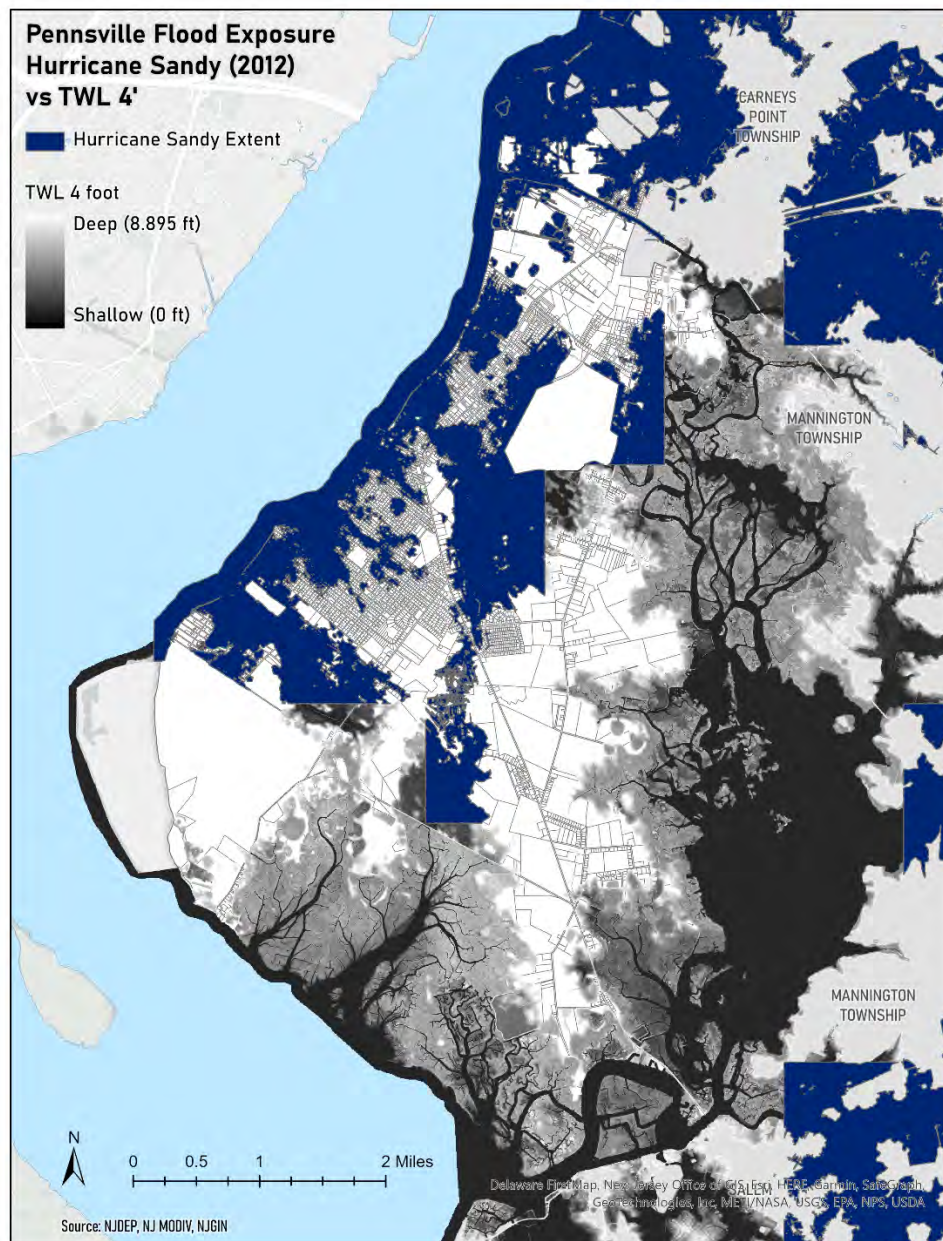 Pennsville Flood Exposure
Hurricane Sandy (2012)
vs TWL 4'
Hurricane Sandy Extent
TWL 4 foot
Deep (8.895 ft)
Shallow (0 ft)
CARNEYS
POINT
TOWNSHIP
MANNINGTON
TOWNSHIP
MANNINGTON
TOWNSHIP
N
0 0.5 1 2 Miles
SALEM
Delaware FirstMap, New Jersey Office of GIS, Esri, HERE, Garmin, SafeGraph,
GeoTechnologies, Inc, METI/NASA, USGS, EPA, NPS, USDA
Source: NJDEP, NJ MODIV, NJGIN